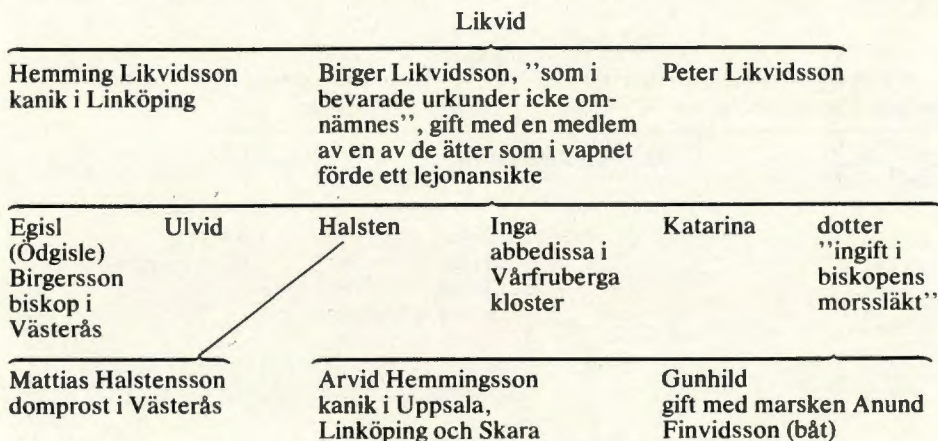 Likvid
Hemming Likvidsson
kanik i Linköping
Birger Likvidsson, ”som i
bevarade urkunder icke om-
nämnes”, gift med en medlem
av en av de ätter som i vapnet
förde ett lejonansikte
Peter Likvidsson
Egisl
(Ödgisle)
Birgersson
biskop i
Västerås
Ulvid
Halsten
Inga
abbedissa i
Vårfruberga
kloster
Katarina
dotter
”ingift i
biskopens
morssläkt”
Mattias Halstensson
domprost i Västerås
Arvid Hemmingsson
kanik i Uppsala,
Linköping och Skara
Gunhild
gift med marsken Anund
Finvidsson (båt)